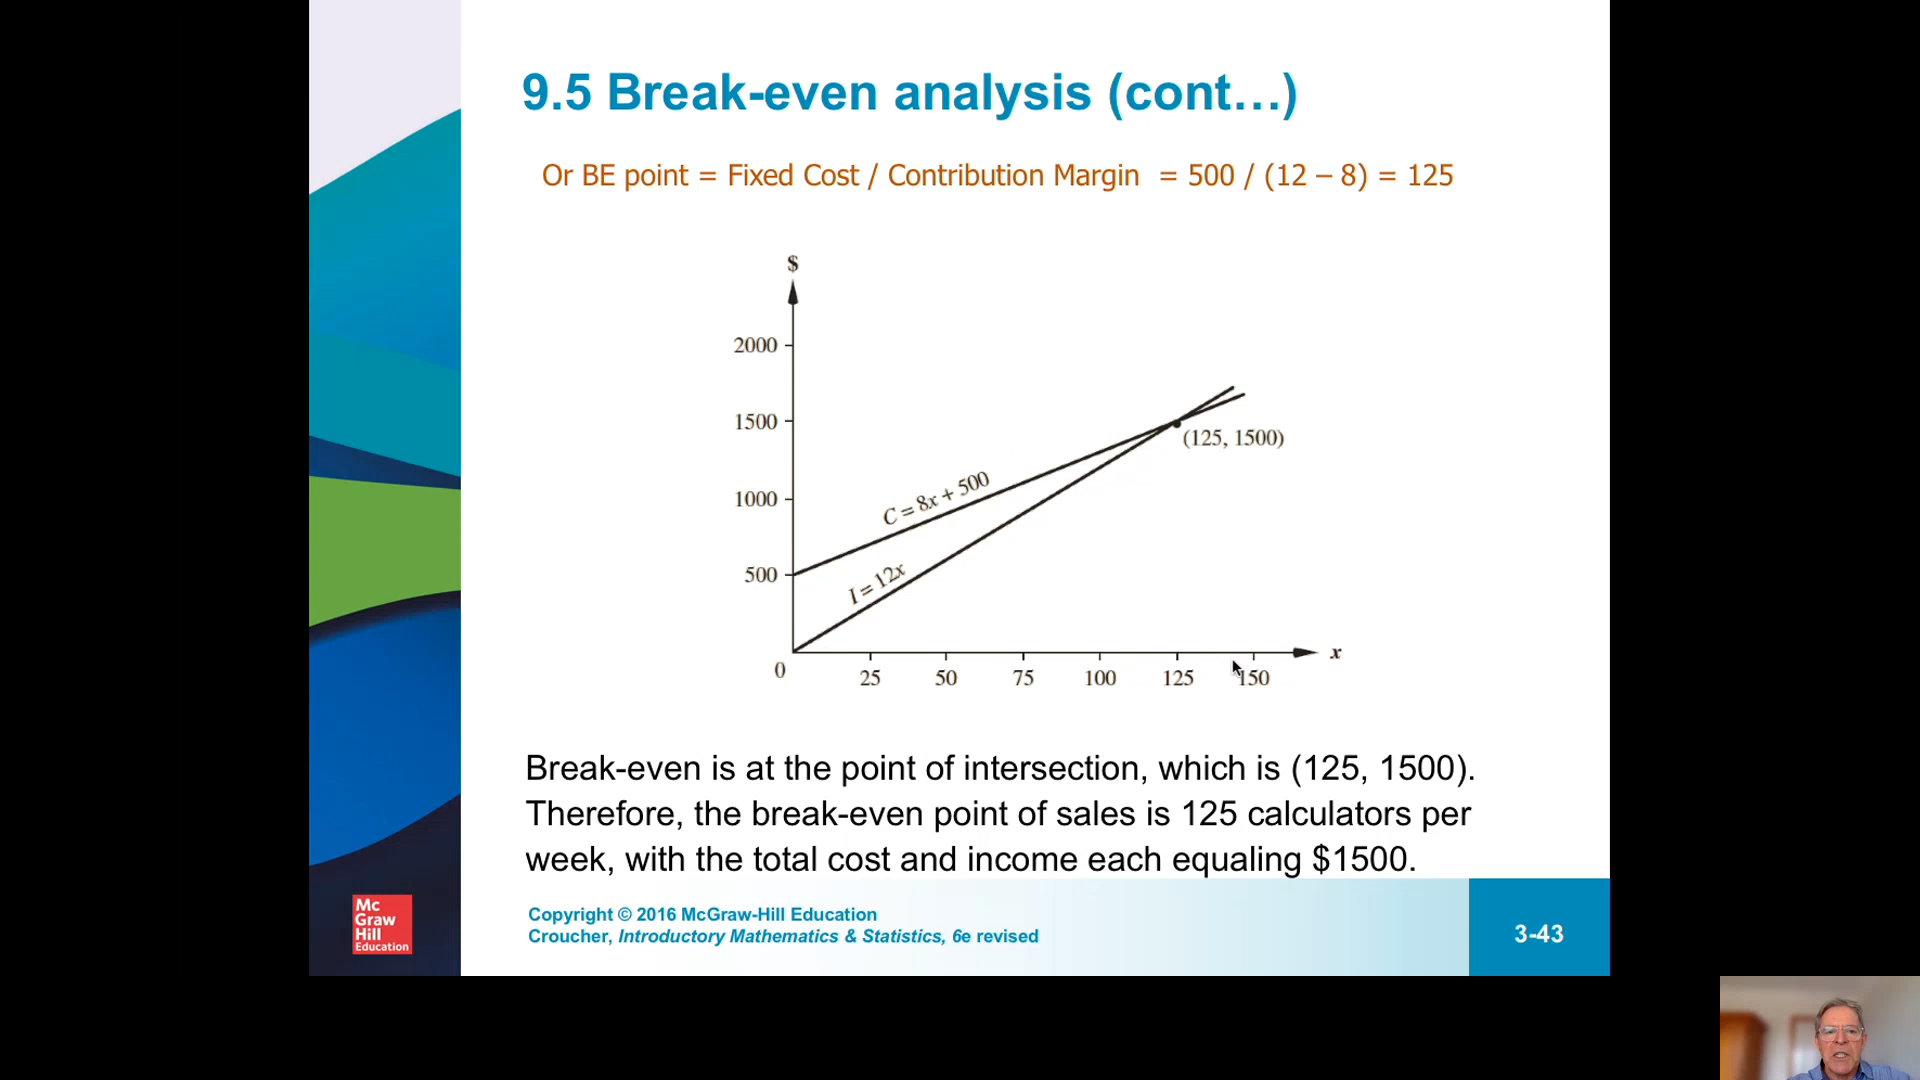 9.5 Break-even analysis (cont…)
Or BE point = Fixed Cost / Contribution Margin = 500 / (12 – 8) = 125
$
2000
1500
(125, 1500)
1000
C = 8x + 500
500
I = 12x
x
0
25 50 75 100 125 150
Break-even is at the point of intersection, which is (125, 1500).
Therefore, the break-even point of sales is 125 calculators per
week, with the total cost and income each equaling $1500.
Mc
Graw
Hill
Education
Copyright © 2016 McGraw-Hill Education
Croucher, Introductory Mathematics & Statistics, 6e revised
3-43